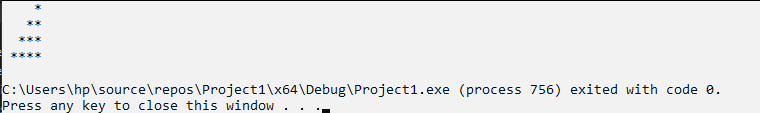 *
   **
  ***
 ****
C:\Users\hp\source\repos\Project1\x64\Debug\Project1.exe (process 756) exited with code 0.
Press any key to close this window . . .